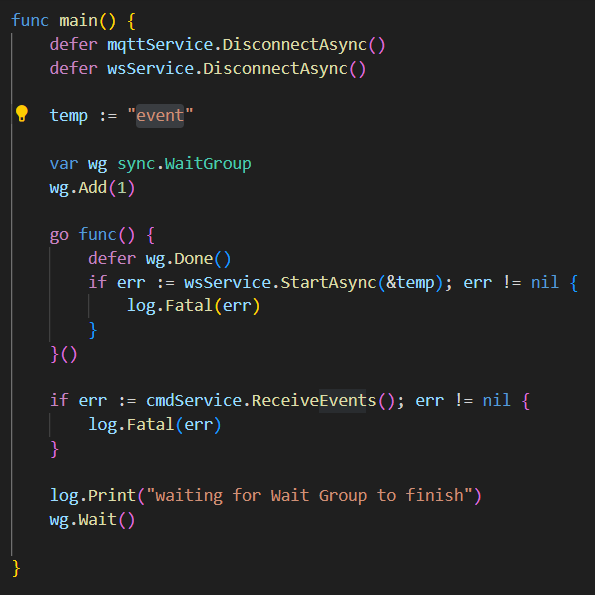 func main() {
    defer mqttService.DisconnectAsync()
    defer wsService.DisconnectAsync()
    temp := "event"
    var wg sync.WaitGroup
    wg.Add(1)
    go func() {
        defer wg.Done()
        if err := wsService.StartAsync(&temp); err != nil {
            log.Fatal(err)
        }
    }()
    if err := cmdService.ReceiveEvents(); err != nil {
        log.Fatal(err)
    }
    log.Print("waiting for Wait Group to finish")
    wg.Wait()
}